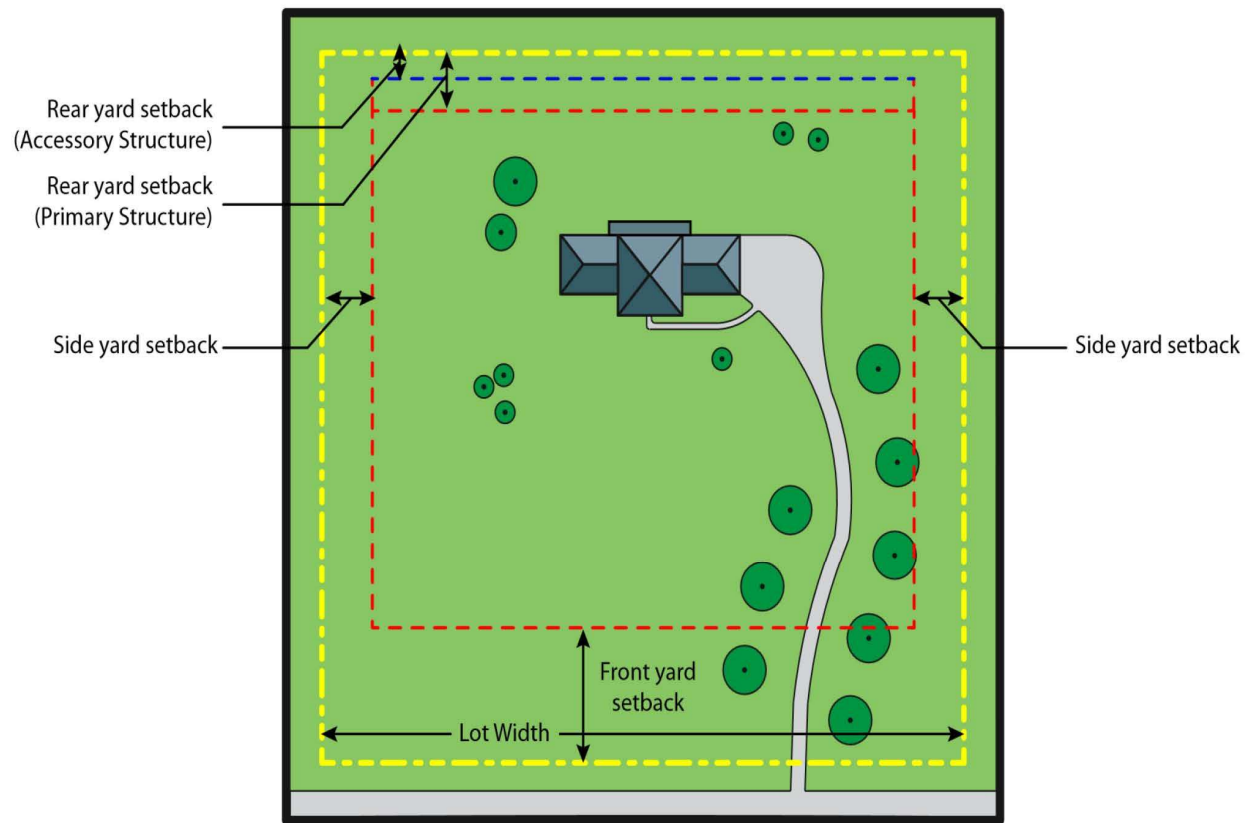 Rear yard setback
(Accessory Structure)
Rear yard setback
(Primary Structure)
Side yard setback
Side yard setback
Front yard
setback
Lot Width